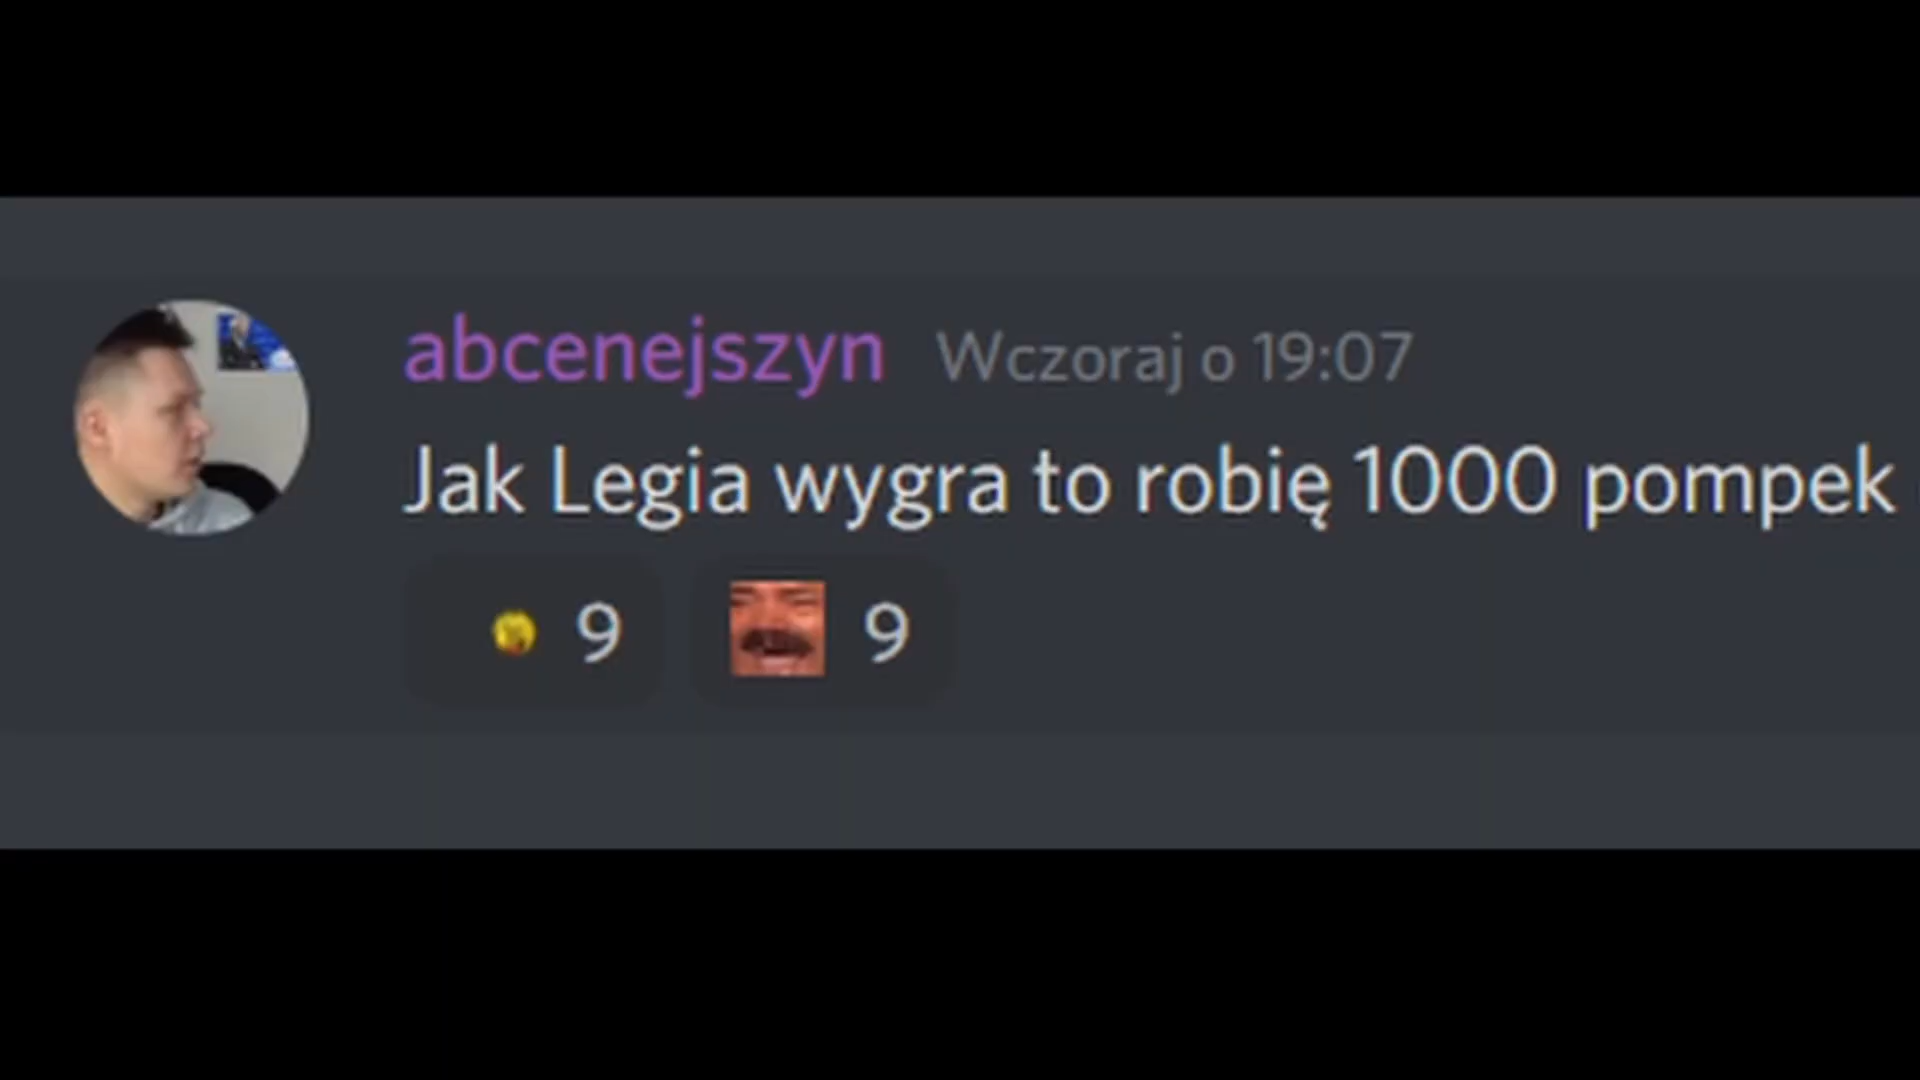 abcenejszyn Wczoraj o 19:07
Jak Legia wygra to robię 1000 pompek
9 9